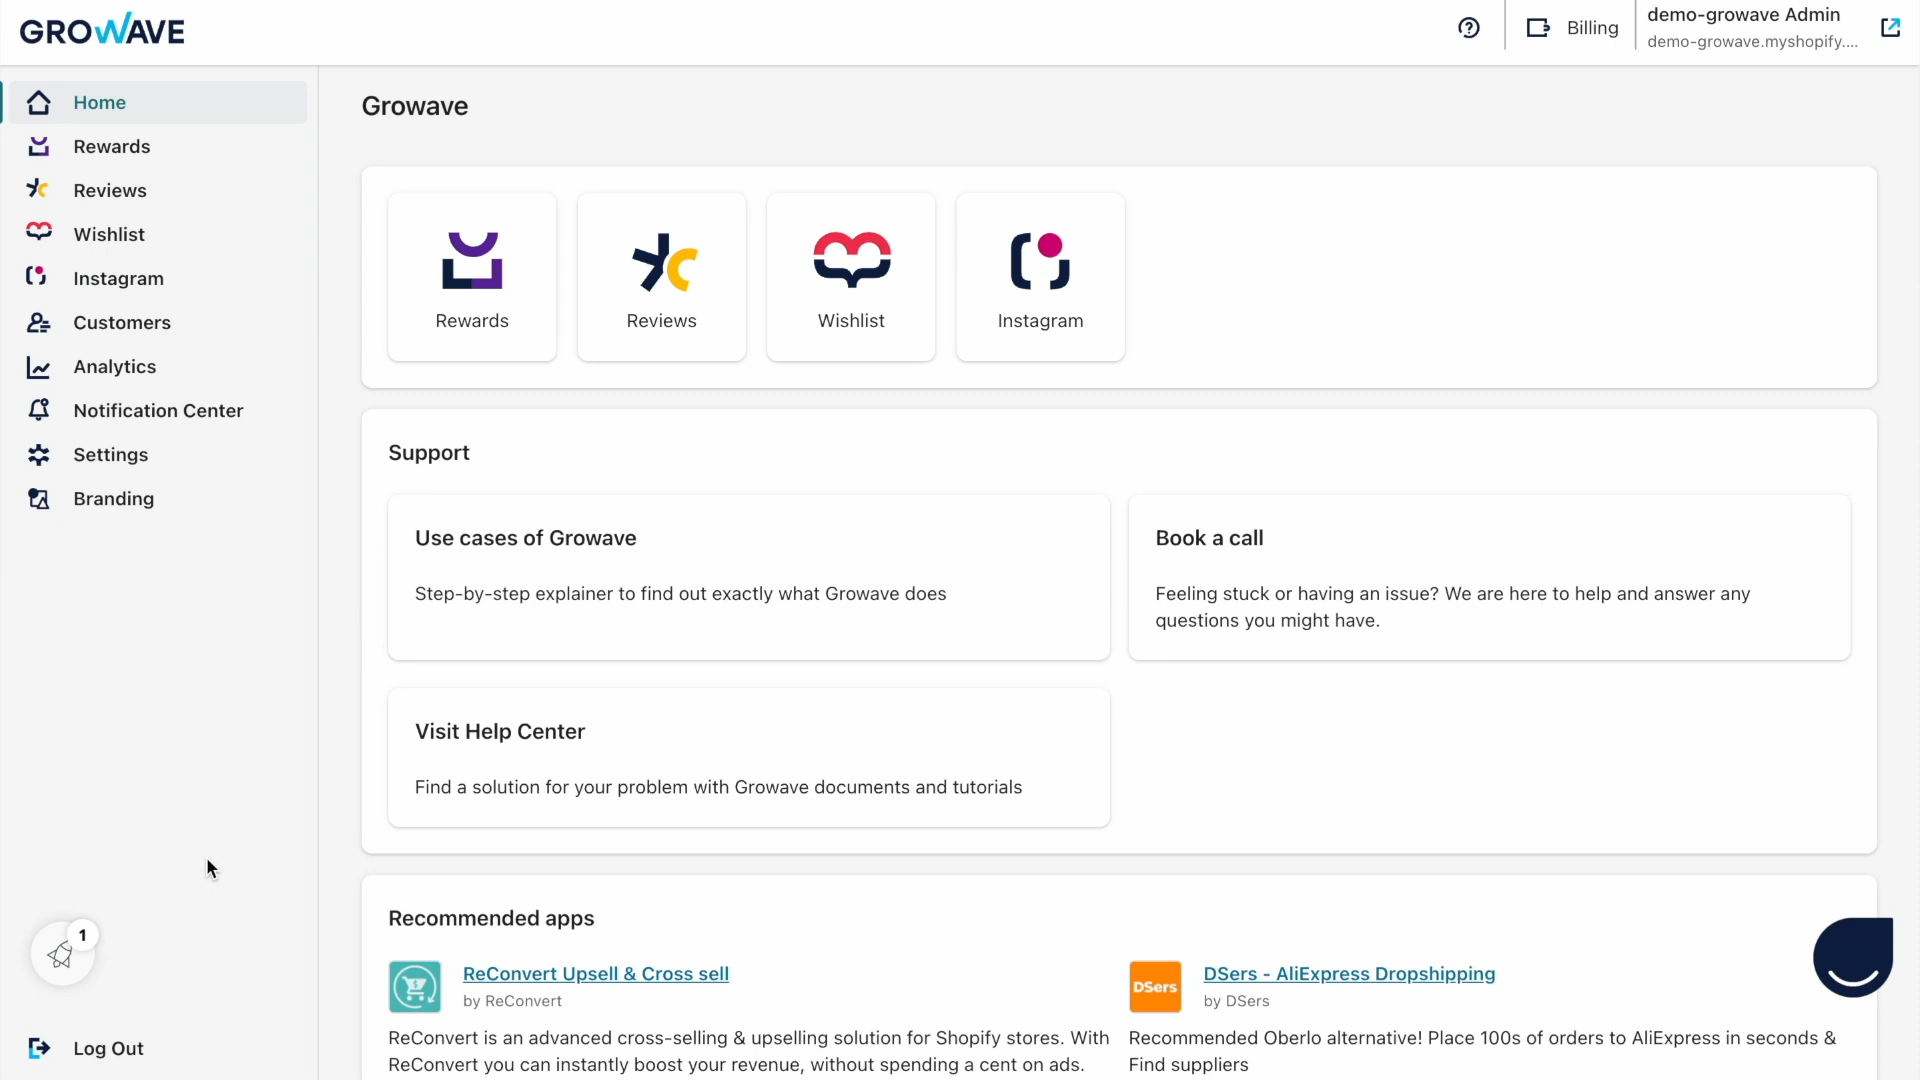 GROWAVE
Billing
demo-growave Admin
demo-growave.myshopify....
Home
Rewards
Reviews
Wishlist
Instagram
Customers
Analytics
Notification Center
Settings
Branding
1
Log Out
Growave
Rewards
Reviews
Wishlist
Instagram
Support
Use cases of Growave
Step-by-step explainer to find out exactly what Growave does
Book a call
Feeling stuck or having an issue? We are here to help and answer any
questions you might have.
Visit Help Center
Find a solution for your problem with Growave documents and tutorials
Recommended apps
ReConvert Upsell & Cross sell
by ReConvert
ReConvert is an advanced cross-selling & upselling solution for Shopify stores. With
ReConvert you can instantly boost your revenue, without spending a cent on ads.
DSers
DSers - AliExpress Dropshipping
by DSers
Recommended Oberlo alternative! Place 100s of orders to AliExpress in seconds &
Find suppliers